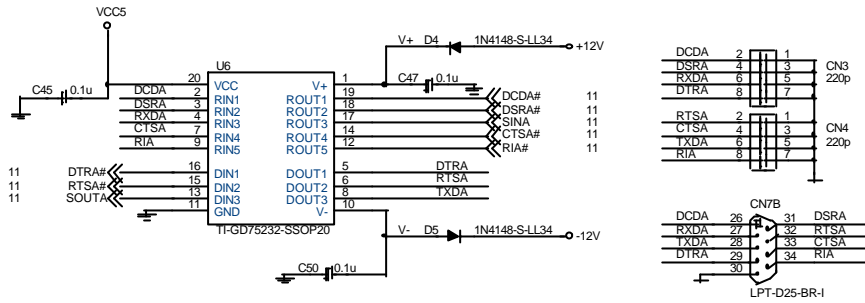 VCC5
V+ D4 1N4148-S-LL34 +12V
U6
C45 0.1u
C47 0.1u
20 VCC V+ 1
DCDA 2 RIN1 ROUT1 19 DCDA# 11
DSRA 3 RIN2 ROUT2 18 DSRA# 11
RXDA 4 RIN3 ROUT3 17 SINA 11
CTSA 7 RIN4 ROUT4 14 CTSA# 11
RIA 9 RIN5 ROUT5 12 RIA# 11
11 DTRA# 16 DIN1 DOUT1 5 DTRA
11 RTSA# 15 DIN2 DOUT2 6 RTSA
11 SOUTA 13 DIN3 DOUT3 8 TXDA
11 GND V- 10
TI-GD75232-SSOP20
V- D5 1N4148-S-LL34 -12V
C50 0.1u
DCDA 2 1
DSRA 4 3
RXDA 6 5
DTRA 8 7
CN3
220p
RTSA 2 1
CTSA 4 3
TXDA 6 5
RIA 8 7
CN4
220p
CN7B
DCDA 26 31 DSRA
RXDA 27 32 RTSA
TXDA 28 33 CTSA
DTRA 29 34 RIA
30
LPT-D25-BR-I